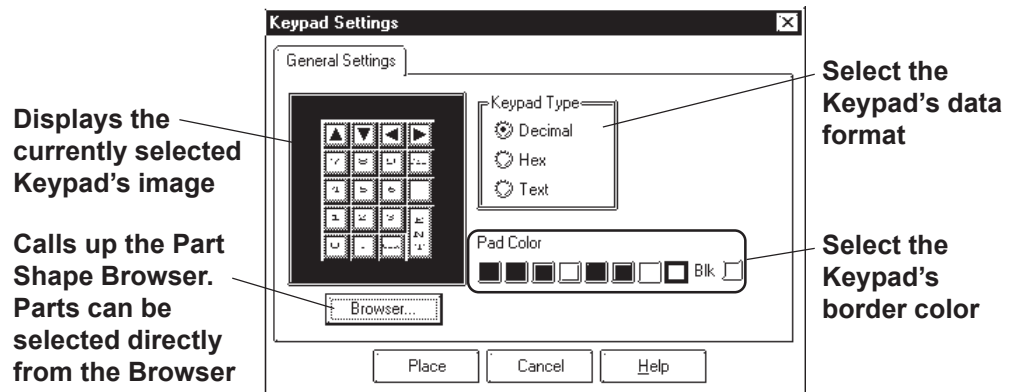 Keypad Settings
General Settings
Displays the
currently selected
Keypad's image
Calls up the Part
Shape Browser.
Parts can be
selected directly
from the Browser
Keypad Type
Decimal
Hex
Text
Pad Color
Blk
Browser...
Place
Cancel
Help
Select the
Keypad's data
format
Select the
Keypad's
border color